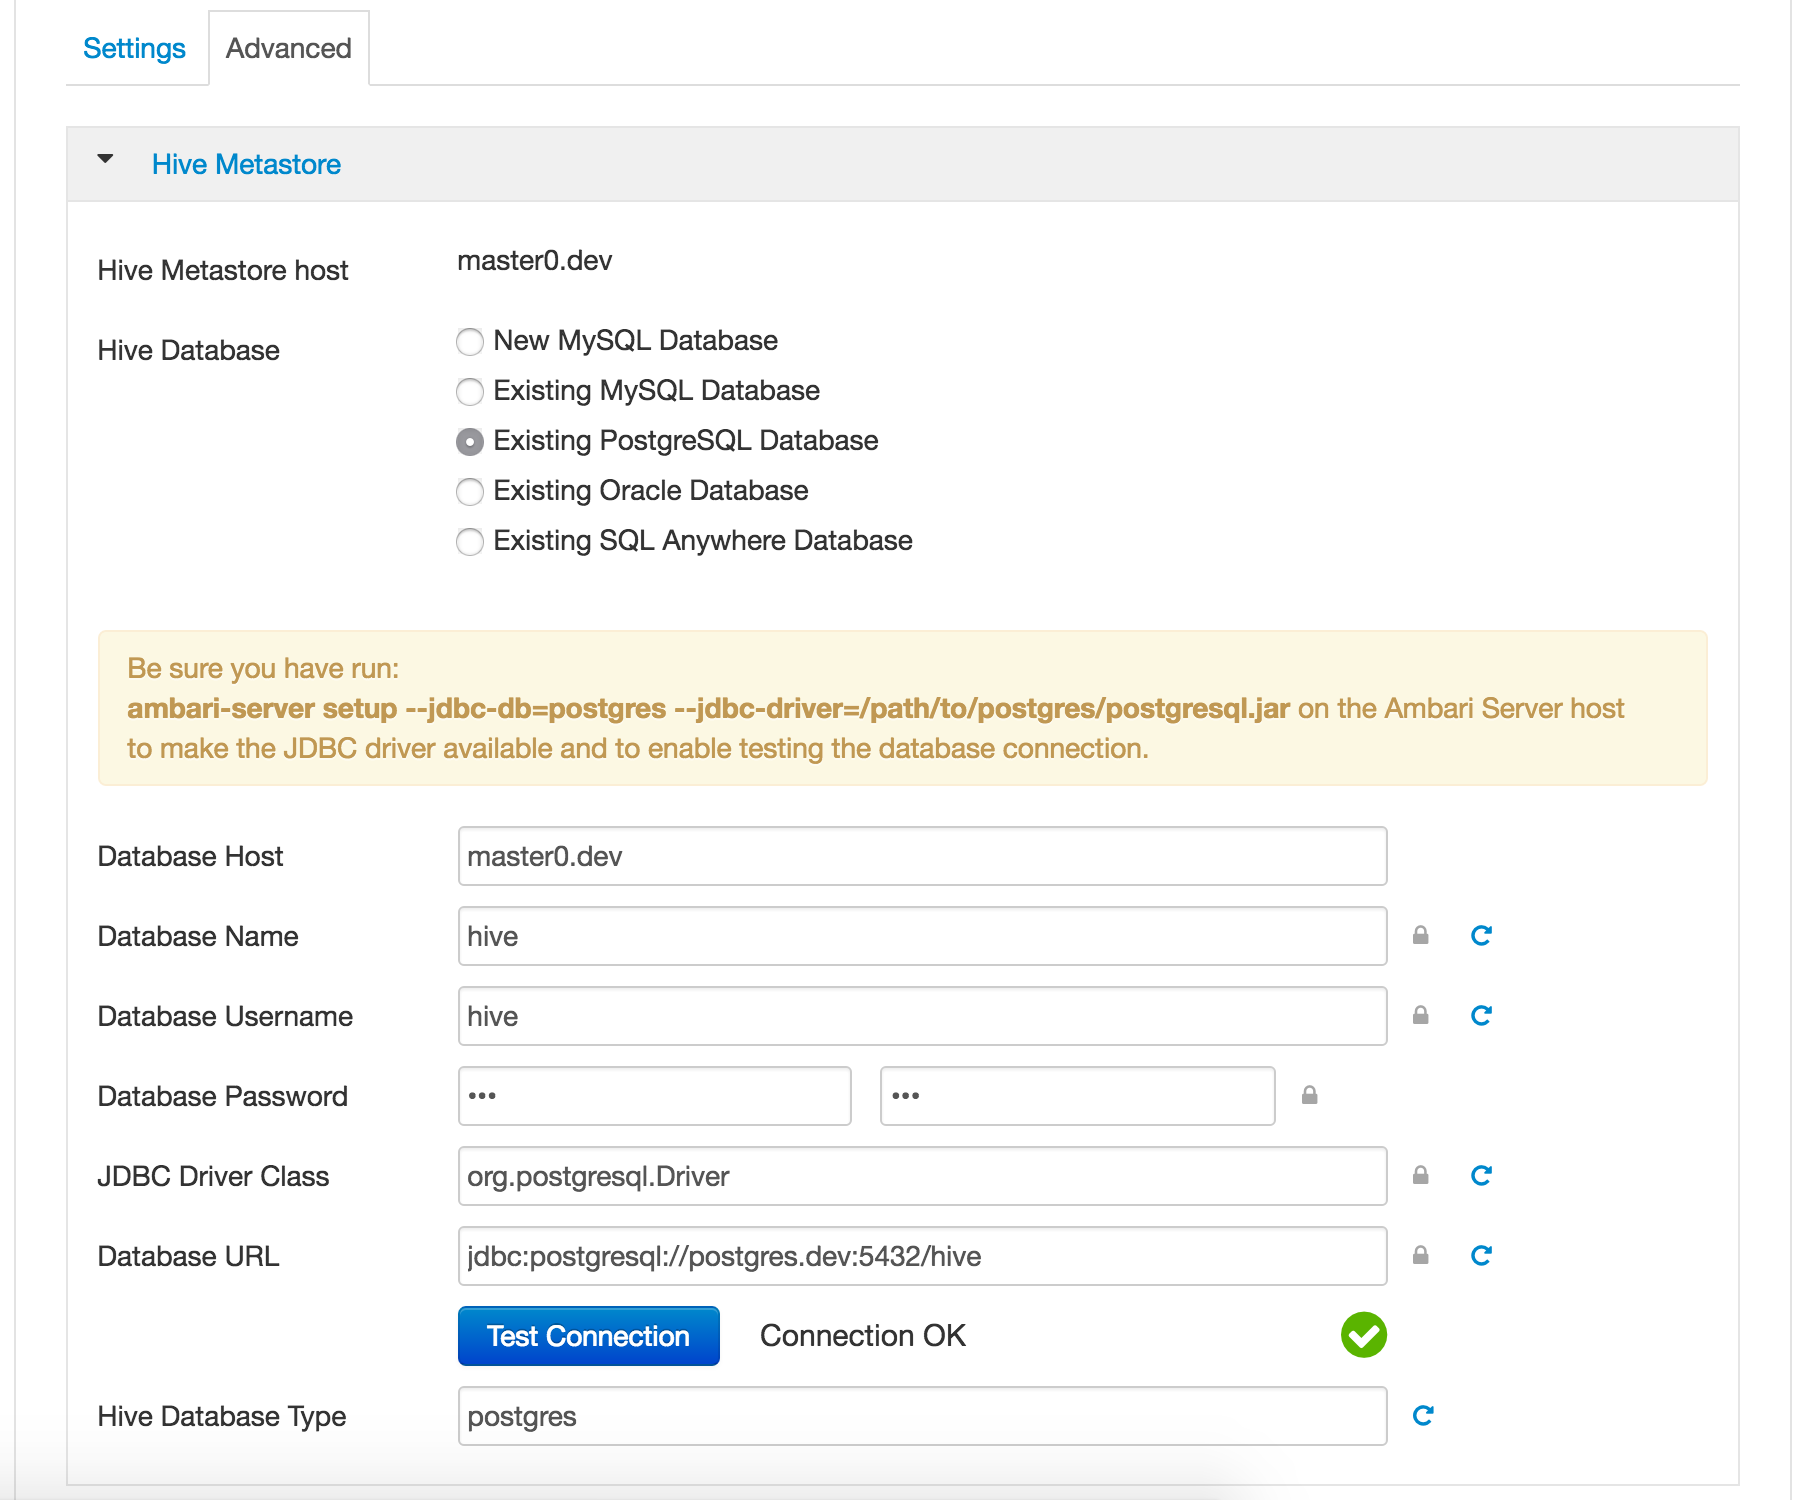 Settings
Advanced
Hive Metastore
Hive Metastore host
master0.dev
Hive Database
New MySQL Database
Existing MySQL Database
Existing PostgreSQL Database
Existing Oracle Database
Existing SQL Anywhere Database
Be sure you have run:
ambari-server setup --jdbc-db=postgres --jdbc-driver=/path/to/postgres/postgresql.jar on the Ambari Server host
to make the JDBC driver available and to enable testing the database connection.
Database Host
master0.dev
Database Name
hive
Database Username
hive
Database Password
•••
•••
JDBC Driver Class
org.postgresql.Driver
Database URL
jdbc:postgresql://postgres.dev:5432/hive
Test Connection
Connection OK
Hive Database Type
postgres